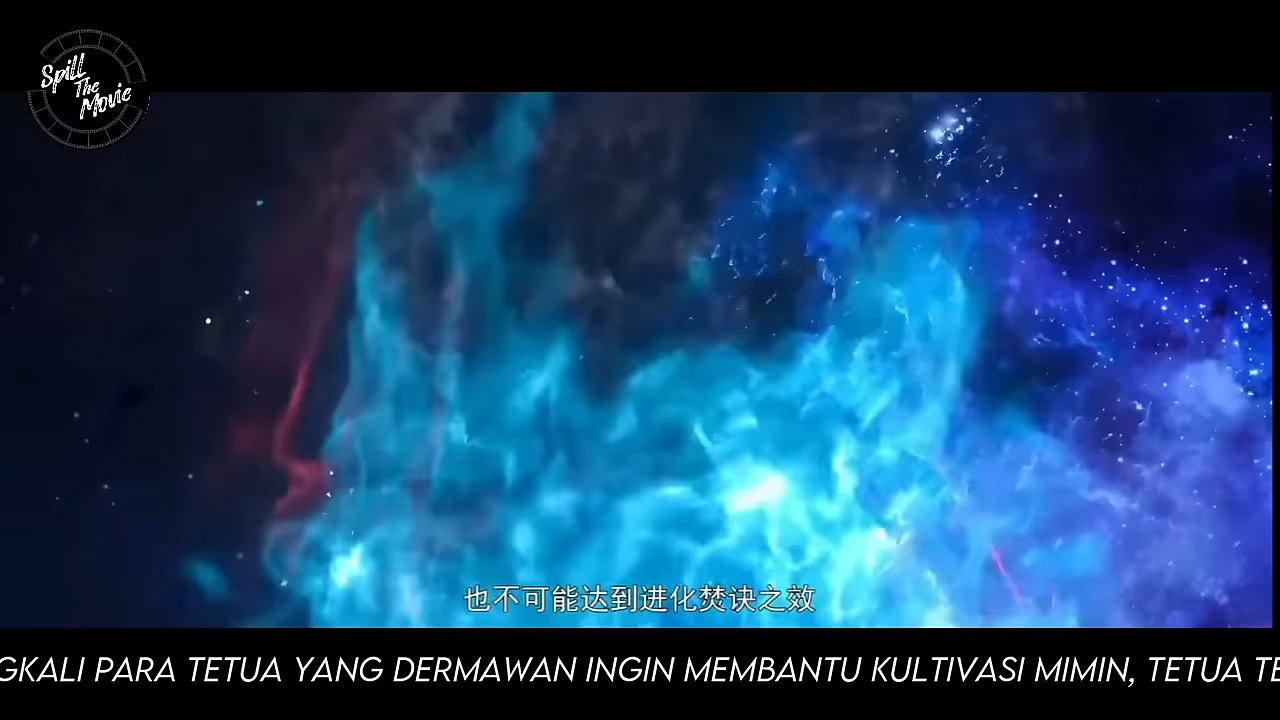 Spill
The
Movie
也不可能达到进化焚诀之效
GKALI PARA TETUA YANG DERMAWAN INGIN MEMBANTU KULTIVASI MIMIN, TETUA TE